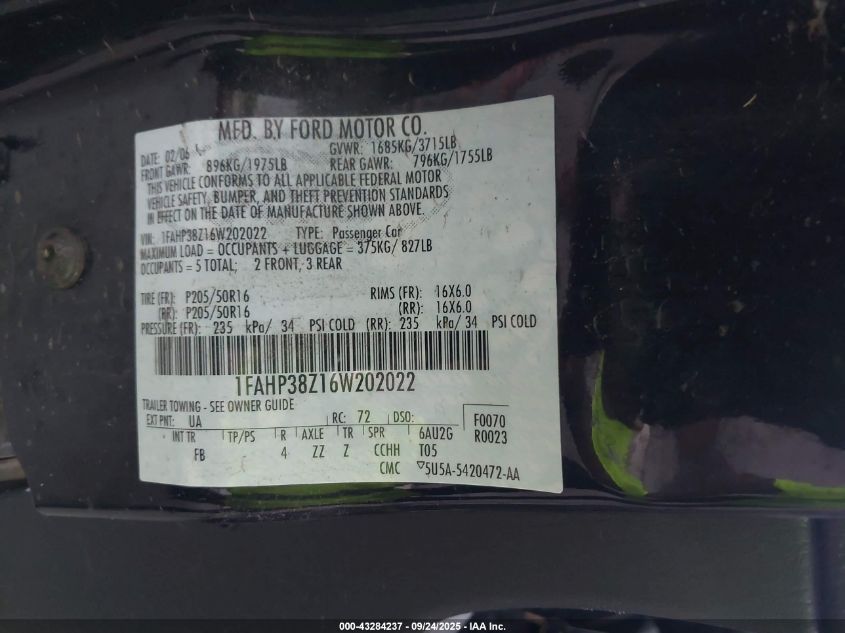 MFD. BY FORD MOTOR CO.
DATE: 02/06 GVWR: 1685KG/3715LB
FRONT GAWR: 896KG/1975LB REAR GAWR: 796KG/1755LB
THIS VEHICLE CONFORMS TO ALL APPLICABLE FEDERAL MOTOR
VEHICLE SAFETY, BUMPER, AND THEFT PREVENTION STANDARDS
IN EFFECT ON THE DATE OF MANUFACTURE SHOWN ABOVE.
VIN: 1FAHP38Z16W202022 TYPE: Passenger Car
MAXIMUM LOAD = OCCUPANTS + LUGGAGE = 375KG/ 827LB
OCCUPANTS = 5 TOTAL; 2 FRONT, 3 REAR
TIRE (FR): P205/50R16 RIMS (FR): 16X6.0
(RR): P205/50R16 (RR): 16X6.0
PRESSURE (FR): 235 kPa/ 34 PSI COLD (RR): 235 kPa/ 34 PSI COLD
1FAHP38Z16W202022
TRAILER TOWING - SEE OWNER GUIDE
EXT PNT: UA RC: 72 DSO: F0070
INT TR TP/PS R AXLE TR SPR 6AU2G R0023
FB 4 ZZ Z CCHH T05
CMC ▽5U5A-5420472-AA
000-43284237 - 09/24/2025 - IAA Inc.